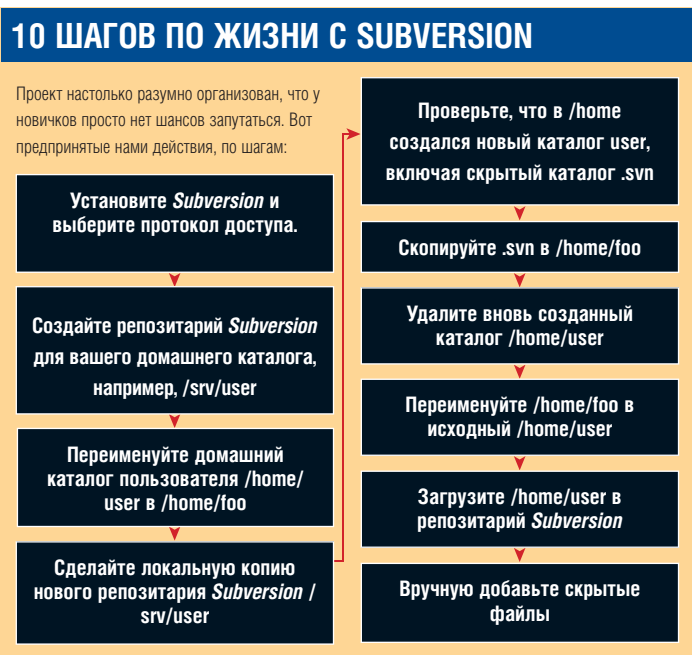 10 ШАГОВ ПО ЖИЗНИ С SUBVERSION
Проект настолько разумно организован, что у
новичков просто нет шансов запутаться. Вот
предпринятые нами действия, по шагам:
Установите Subversion и
выберите протокол доступа.
Создайте репозитарий Subversion
для вашего домашнего каталога,
например, /srv/user
Переименуйте домашний
каталог пользователя /home/
user в /home/foo
Сделайте локальную копию
нового репозитария Subversion /
srv/user
Проверьте, что в /home
создался новый каталог user,
включая скрытый каталог .svn
Скопируйте .svn в /home/foo
Удалите вновь созданный
каталог /home/user
Переименуйте /home/foo в
исходный /home/user
Загрузите /home/user в
репозитарий Subversion
Вручную добавьте скрытые
файлы